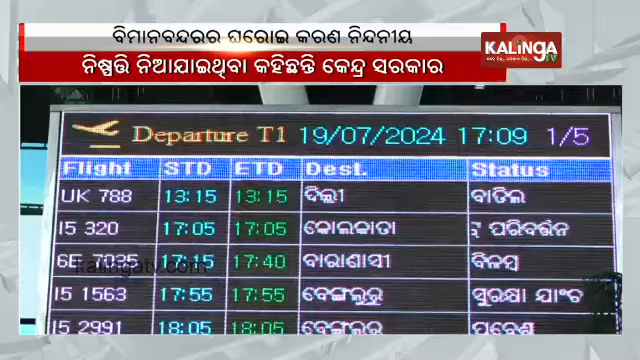 ବିମାନବନ୍ଦରର ଘରୋଇ କରଣ ନିନ୍ଦନୀୟ
ନିଷ୍ପତ୍ତି ନିଆଯାଇଥିବା କହିଛନ୍ତି କେନ୍ଦ୍ର ସରକାର
KALINGA TV
Departure T1 19/07/2024 17:09 1/5
Flight STD ETD Dest. Status
UK 788 13:15 13:15 ଦିଲ୍ଲୀ ବାତିଲ
I5 320 17:05 17:05 କୋଲକାତା ଟ ପରିବର୍ତ୍ତନ
6E 7035 17:15 17:40 ବାରାଣାସୀ ବିଳମ୍ବ
kalingatv.com
I5 1563 17:55 17:55 ବେଙ୍ଗଲୁରୁ ସୁରକ୍ଷା ଯାଂଚ
I5 2991 18:05 18:05 ବେଙ୍ଗଲୁରୁ ପ୍ରବେଶ